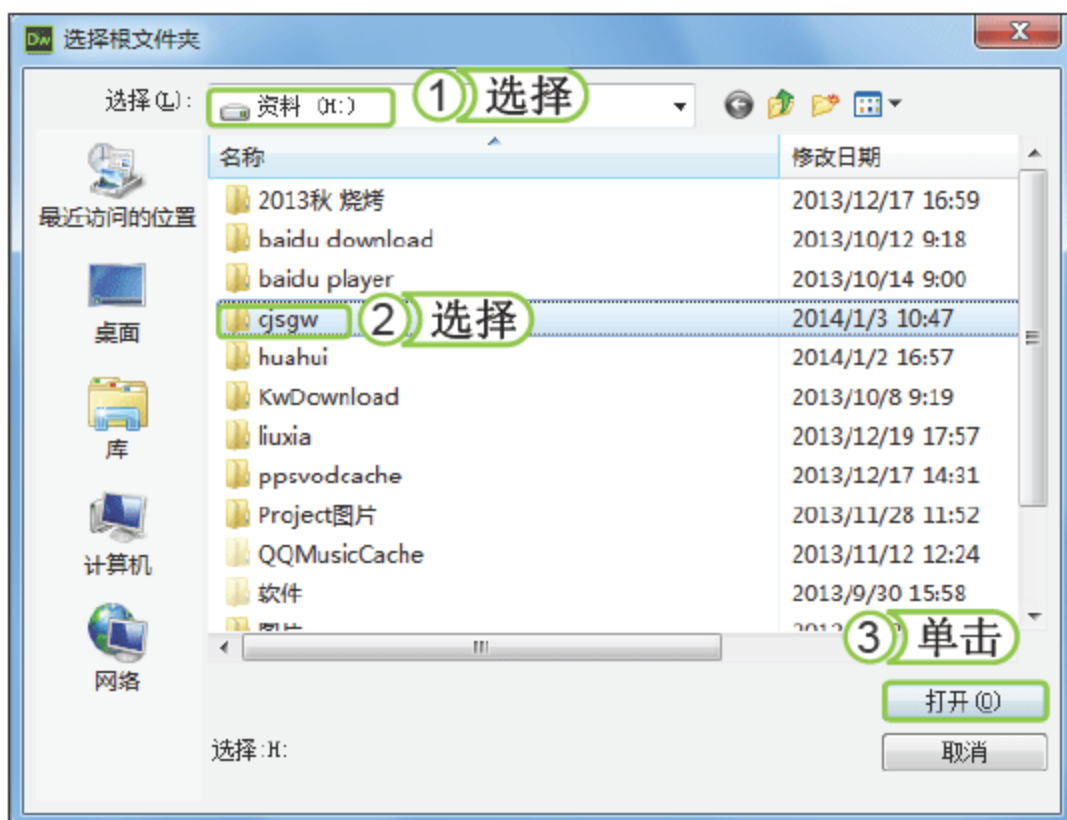 Dw 选择根文件夹 X
选择(L): 资料 (H:) ① 选择
最近访问的位置
桌面
库
计算机
网络
名称 修改日期
2013秋 烧烤 2013/12/17 16:59
baidu download 2013/10/12 9:18
baidu player 2013/10/14 9:00
cjsgw ② 选择 2014/1/3 10:47
huahui 2014/1/2 16:57
KwDownload 2013/10/8 9:19
liuxia 2013/12/19 17:57
ppsvodcache 2013/12/17 14:31
Project图片 2013/11/28 11:52
QQMusicCache 2013/11/12 12:24
软件 2013/9/30 15:58
图片
③ 单击
打开(O)
选择:H:
取消